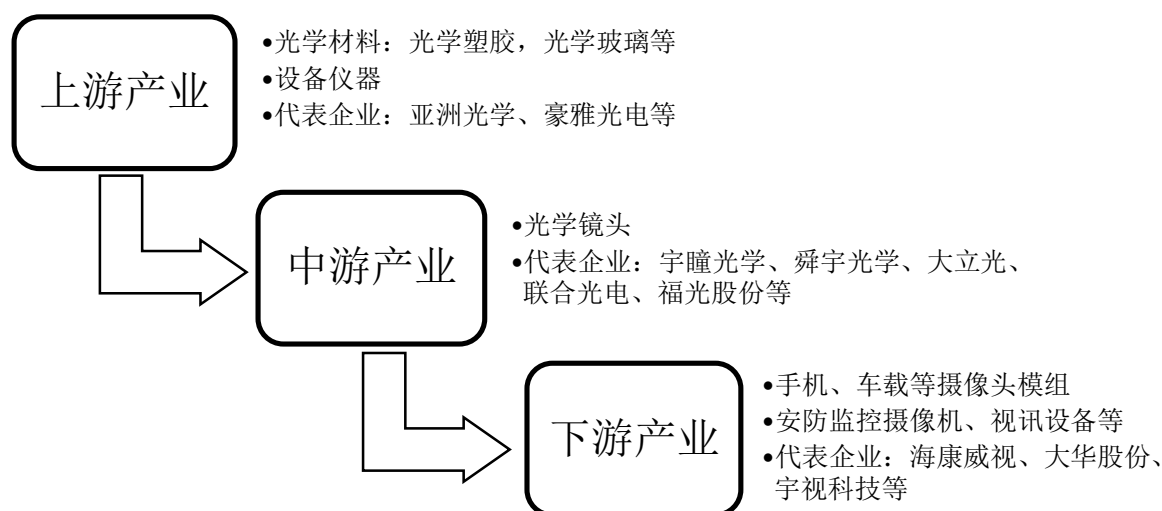 上游产业
•光学材料：光学塑胶，光学玻璃等
•设备仪器
•代表企业：亚洲光学、豪雅光电等
中游产业
•光学镜头
•代表企业：宇瞳光学、舜宇光学、大立光、
联合光电、福光股份等
下游产业
•手机、车载等摄像头模组
•安防监控摄像机、视讯设备等
•代表企业：海康威视、大华股份、
宇视科技等